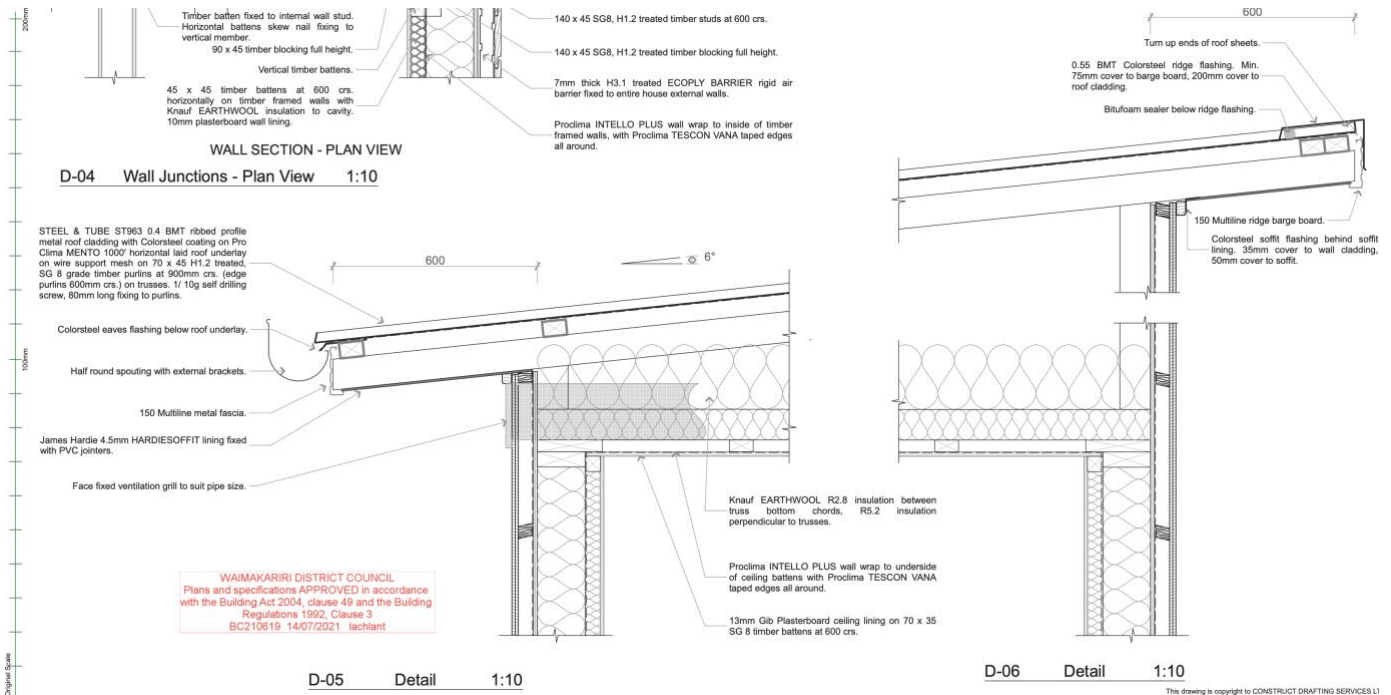 200mm
Timber batten fixed to internal wall stud.
Horizontal battens skew nail fixing to
vertical member.
90 x 45 timber blocking full height.
Vertical timber battens.
45 x 45 timber battens at 600 crs.
horizontally on timber framed walls with
Knauf EARTHWOOL insulation to cavity.
10mm plasterboard wall lining.
140 x 45 SG8, H1.2 treated timber studs at 600 crs.
140 x 45 SG8, H1.2 treated timber blocking full height.
7mm thick H3.1 treated ECOPLY BARRIER rigid air
barrier fixed to entire house external walls.
Proclima INTELLO PLUS wall wrap to inside of timber
framed walls, with Proclima TESCON VANA taped edges
all around.
WALL SECTION - PLAN VIEW
D-04 Wall Junctions - Plan View 1:10
600
Turn up ends of roof sheets.
0.55 BMT Colorsteel ridge flashing. Min.
75mm cover to barge board, 200mm cover to
roof cladding.
Bitufoam sealer below ridge flashing.
150 Multiline ridge barge board.
Colorsteel soffit flashing behind soffit
lining. 35mm cover to wall cladding,
50mm cover to soffit.
STEEL & TUBE ST963 0.4 BMT ribbed profile
metal roof cladding with Colorsteel coating on Pro
Clima MENTO 1000' horizontal laid roof underlay
on wire support mesh on 70 x 45 H1.2 treated,
SG 8 grade timber purlins at 900mm crs. (edge
purlins 600mm crs.) on trusses. 1/ 10g self drilling
screw, 80mm long fixing to purlins.
600
6°
Colorsteel eaves flashing below roof underlay.
100mm
Half round spouting with external brackets.
150 Multiline metal fascia.
James Hardie 4.5mm HARDIESOFFIT lining fixed
with PVC jointers.
Face fixed ventilation grill to suit pipe size.
Knauf EARTHWOOL R2.8 insulation between
truss bottom chords, R5.2 insulation
perpendicular to trusses.
Proclima INTELLO PLUS wall wrap to underside
of ceiling battens with Proclima TESCON VANA
taped edges all around.
13mm Gib Plasterboard ceiling lining on 70 x 35
SG 8 timber battens at 600 crs.
WAIMAKARIRI DISTRICT COUNCIL
Plans and specifications APPROVED in accordance
with the Building Act 2004, clause 49 and the Building
Regulations 1992, Clause 3
BC210619 14/07/2021 lachlant
D-05 Detail 1:10
D-06 Detail 1:10
Original Scale
This drawing is copyright to CONSTRUCT DRAFTING SERVICES LT